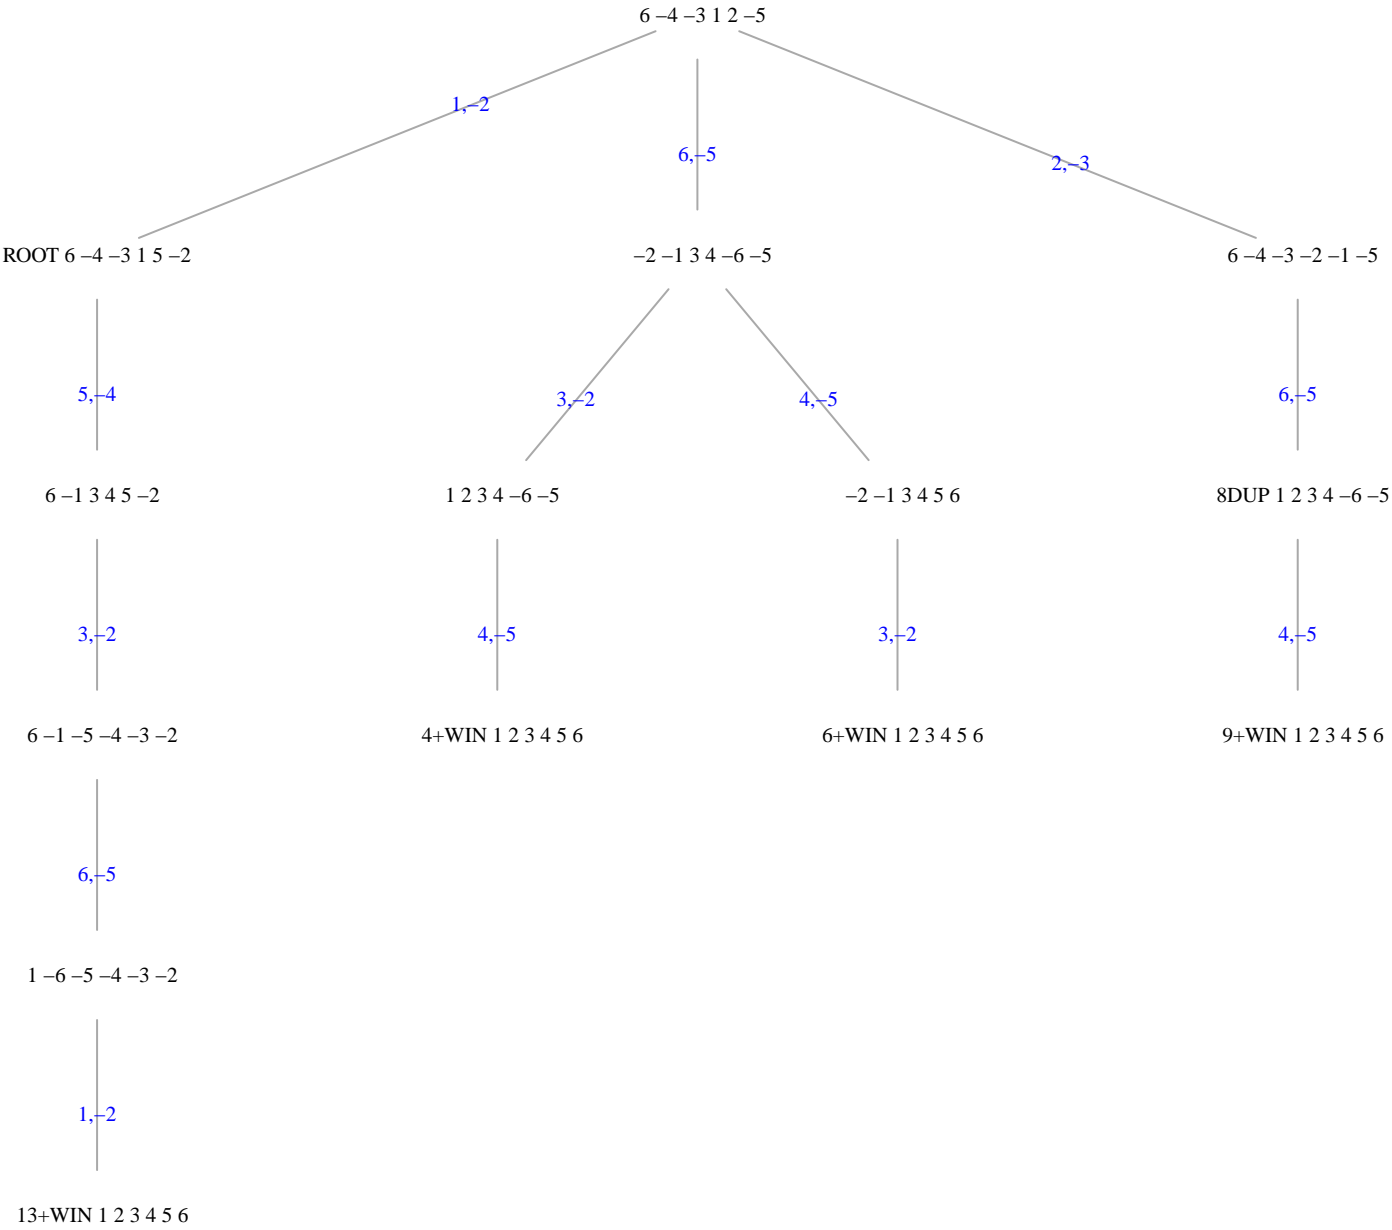 6 –4 –3 1 2 –5
1,–2
6,–5
2,–3
ROOT 6 –4 –3 1 5 –2
–2 –1 3 4 –6 –5
6 –4 –3 –2 –1 –5
5,–4
3,–2
4,–5
6,–5
6 –1 3 4 5 –2
1 2 3 4 –6 –5
–2 –1 3 4 5 6
8DUP 1 2 3 4 –6 –5
3,–2
4,–5
3,–2
4,–5
6 –1 –5 –4 –3 –2
4+WIN 1 2 3 4 5 6
6+WIN 1 2 3 4 5 6
9+WIN 1 2 3 4 5 6
6,–5
1 –6 –5 –4 –3 –2
1,–2
13+WIN 1 2 3 4 5 6